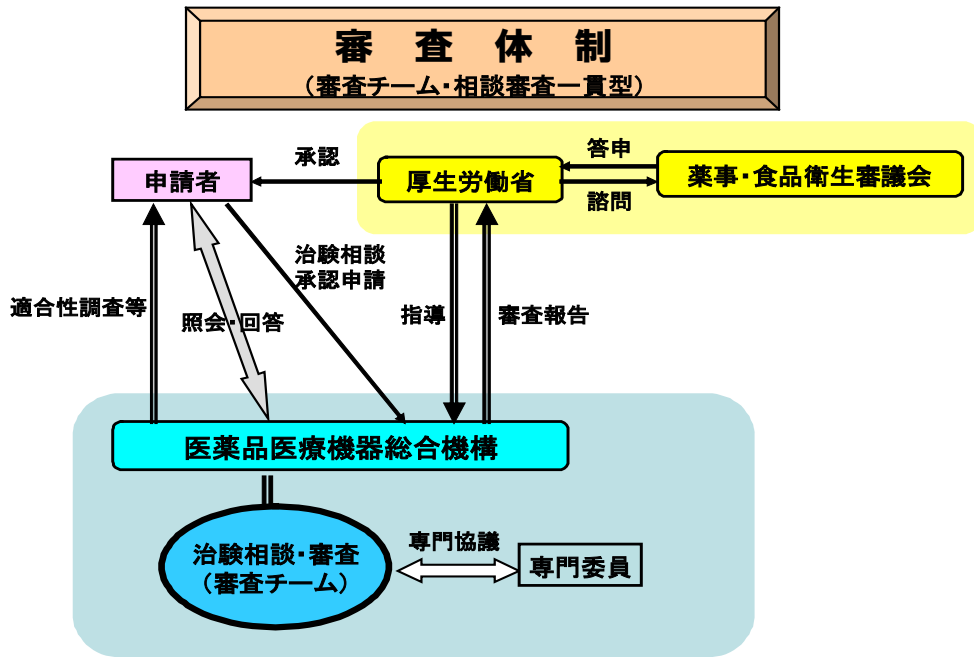 審 査 体 制
(審査チーム・相談審査一貫型)
申請者
承認
厚生労働省
答申
諮問
薬事・食品衛生審議会
適合性調査等
照会・回答
治験相談
承認申請
指導
審査報告
医薬品医療機器総合機構
治験相談・審査
(審査チーム)
専門協議
専門委員